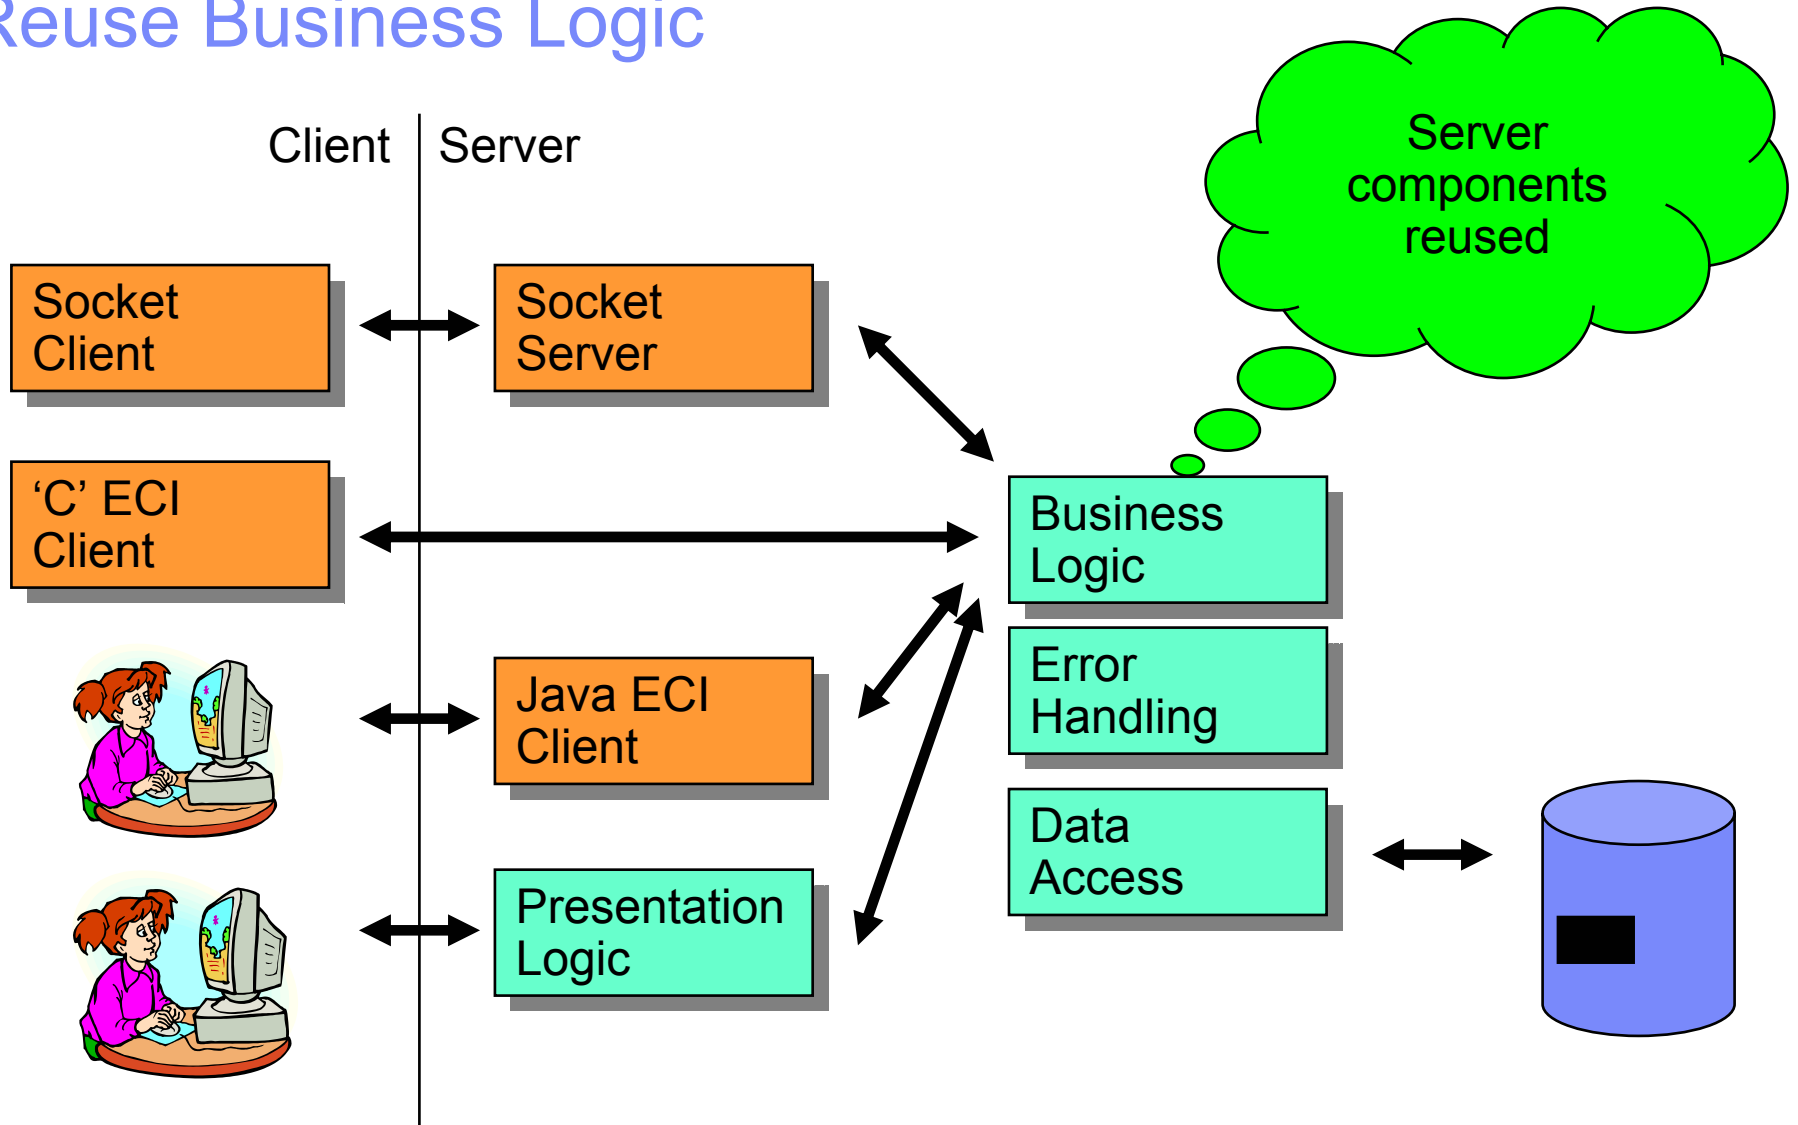 Reuse Business Logic
Client
Server
Server
components
reused
Socket
Client
Socket
Server
‘C’ ECI
Client
Business
Logic
Error
Handling
Java ECI
Client
Data
Access
Presentation
Logic